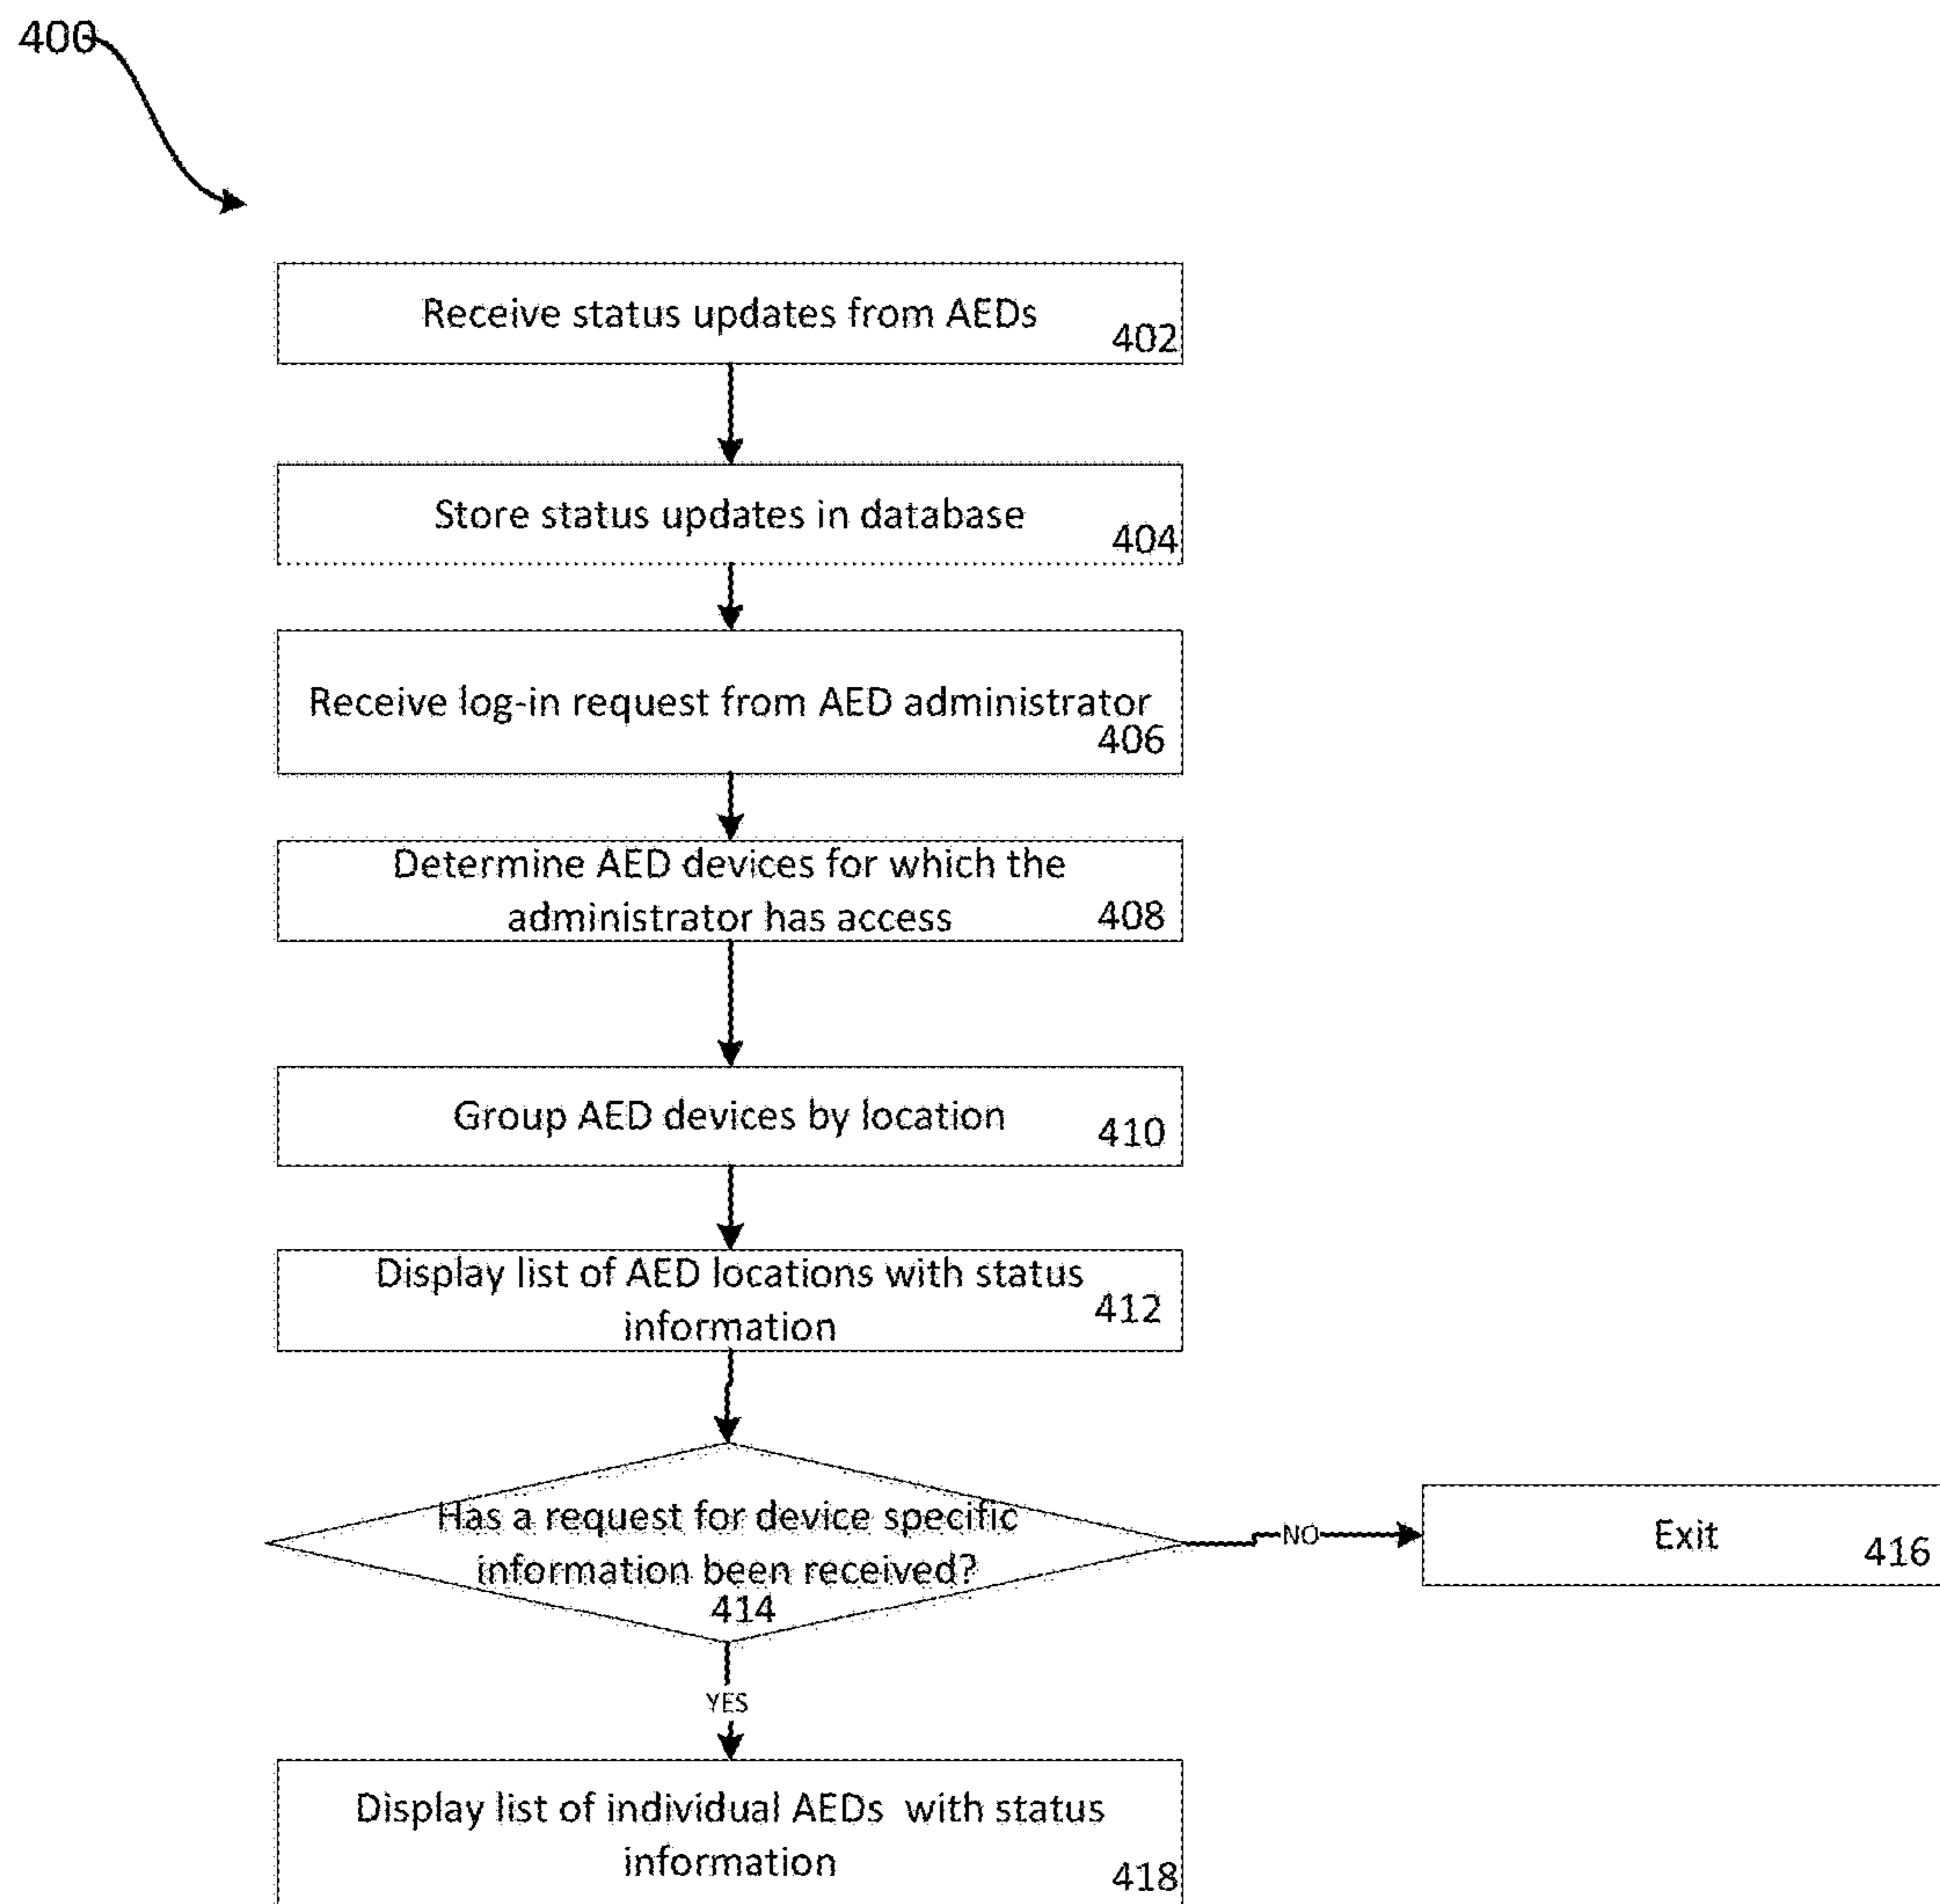 400
Receive status updates from AEDs
402
Store status updates in database
404
Receive log-in request from AED administrator
406
Determine AED devices for which the
administrator has access
408
Group AED devices by location
410
Display list of AED locations with status
information
412
Has a request for device specific
information been received?
414
NO
Exit
416
YES
Display list of individual AEDs with status
information
418